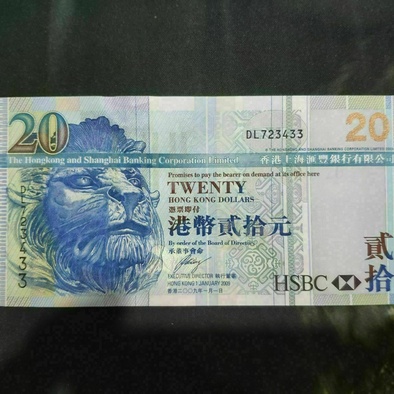 20
DL723433
20
The Hongkong and Shanghai Banking Corporation Limited
香港上海滙豐銀行有限公
Promises to pay the bearer on demand at its office here
TWENTY
HONG KONG DOLLARS
憑票即付
港幣貳拾元
By order of the Board of Directors
承董事會命
EXECUTIVE DIRECTOR 執行董事
HONG KONG 1 JANUARY 2009
香港二〇〇九年一月一日
HSBC
貳拾
DL723433